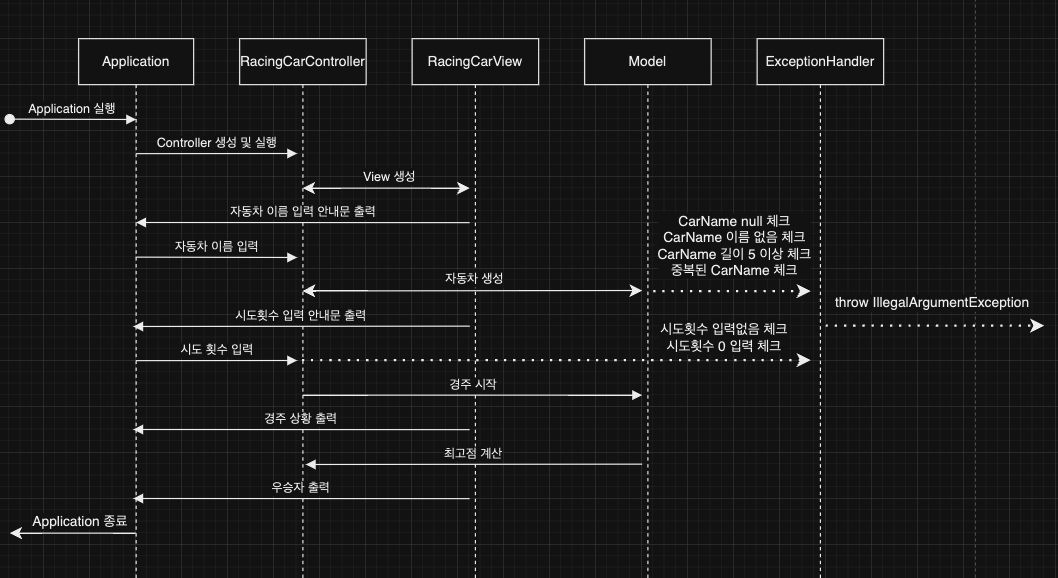 Application
RacingCarController
RacingCarView
Model
ExceptionHandler
Application 실행
Controller 생성 및 실행
View 생성
자동차 이름 입력 안내문 출력
자동차 이름 입력
CarName null 체크
CarName 이름 없음 체크
CarName 길이 5 이상 체크
중복된 CarName 체크
자동차 생성
throw IllegalArgumentException
시도횟수 입력 안내문 출력
시도횟수 입력없음 체크
시도횟수 0 입력 체크
시도 횟수 입력
경주 시작
경주 상황 출력
최고점 계산
우승자 출력
Application 종료